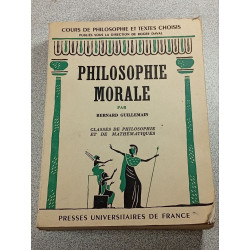 COURS DE PHILOSOPHIE ET TEXTES CHOISIS
PUBLIÉS SOUS LA DIRECTION DE ROGER DAVAL
PHILOSOPHIE
MORALE
PAR
BERNARD GUILLEMAIN
CLASSES DE PHILOSOPHIE
ET DE MATHÉMATIQUES
PRESSES UNIVERSITAIRES DE FRANCE